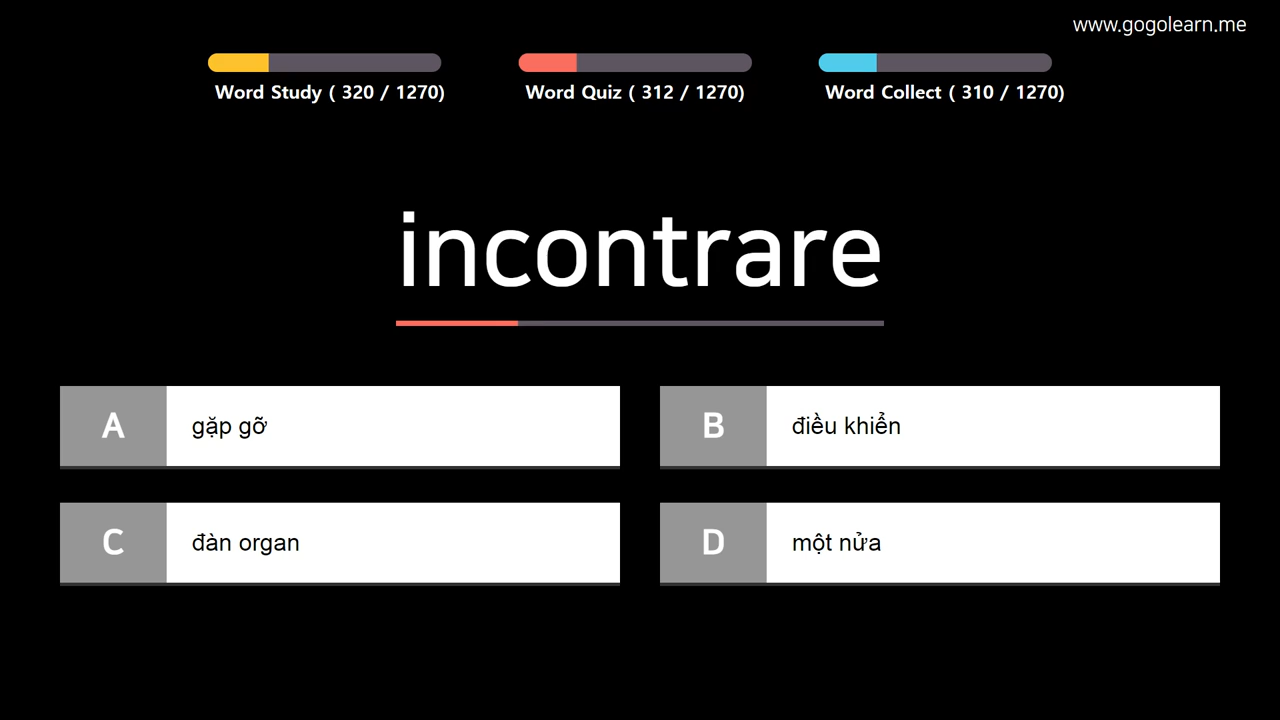 www.gogolearn.me
Word Study ( 320 / 1270)
Word Quiz ( 312 / 1270)
Word Collect ( 310 / 1270)
incontrare
A gặp gỡ
B điều khiển
C đàn organ
D một nửa